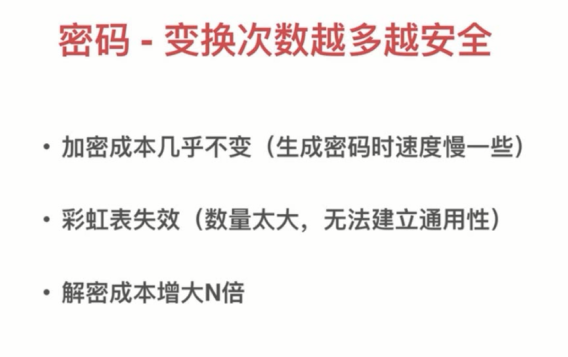 密码 - 变换次数越多越安全
• 加密成本几乎不变（生成密码时速度慢一些）
• 彩虹表失效（数量太大，无法建立通用性）
• 解密成本增大N倍